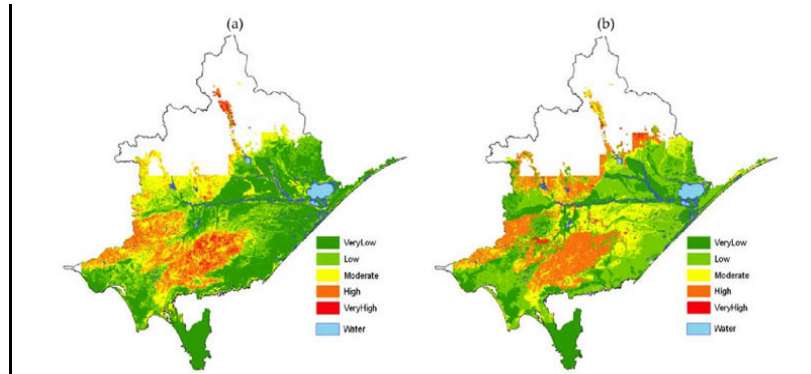 (a)
(b)
VeryLow
Low
Moderate
High
VeryHigh
Water
VeryLow
Low
Moderate
High
VeryHigh
Water